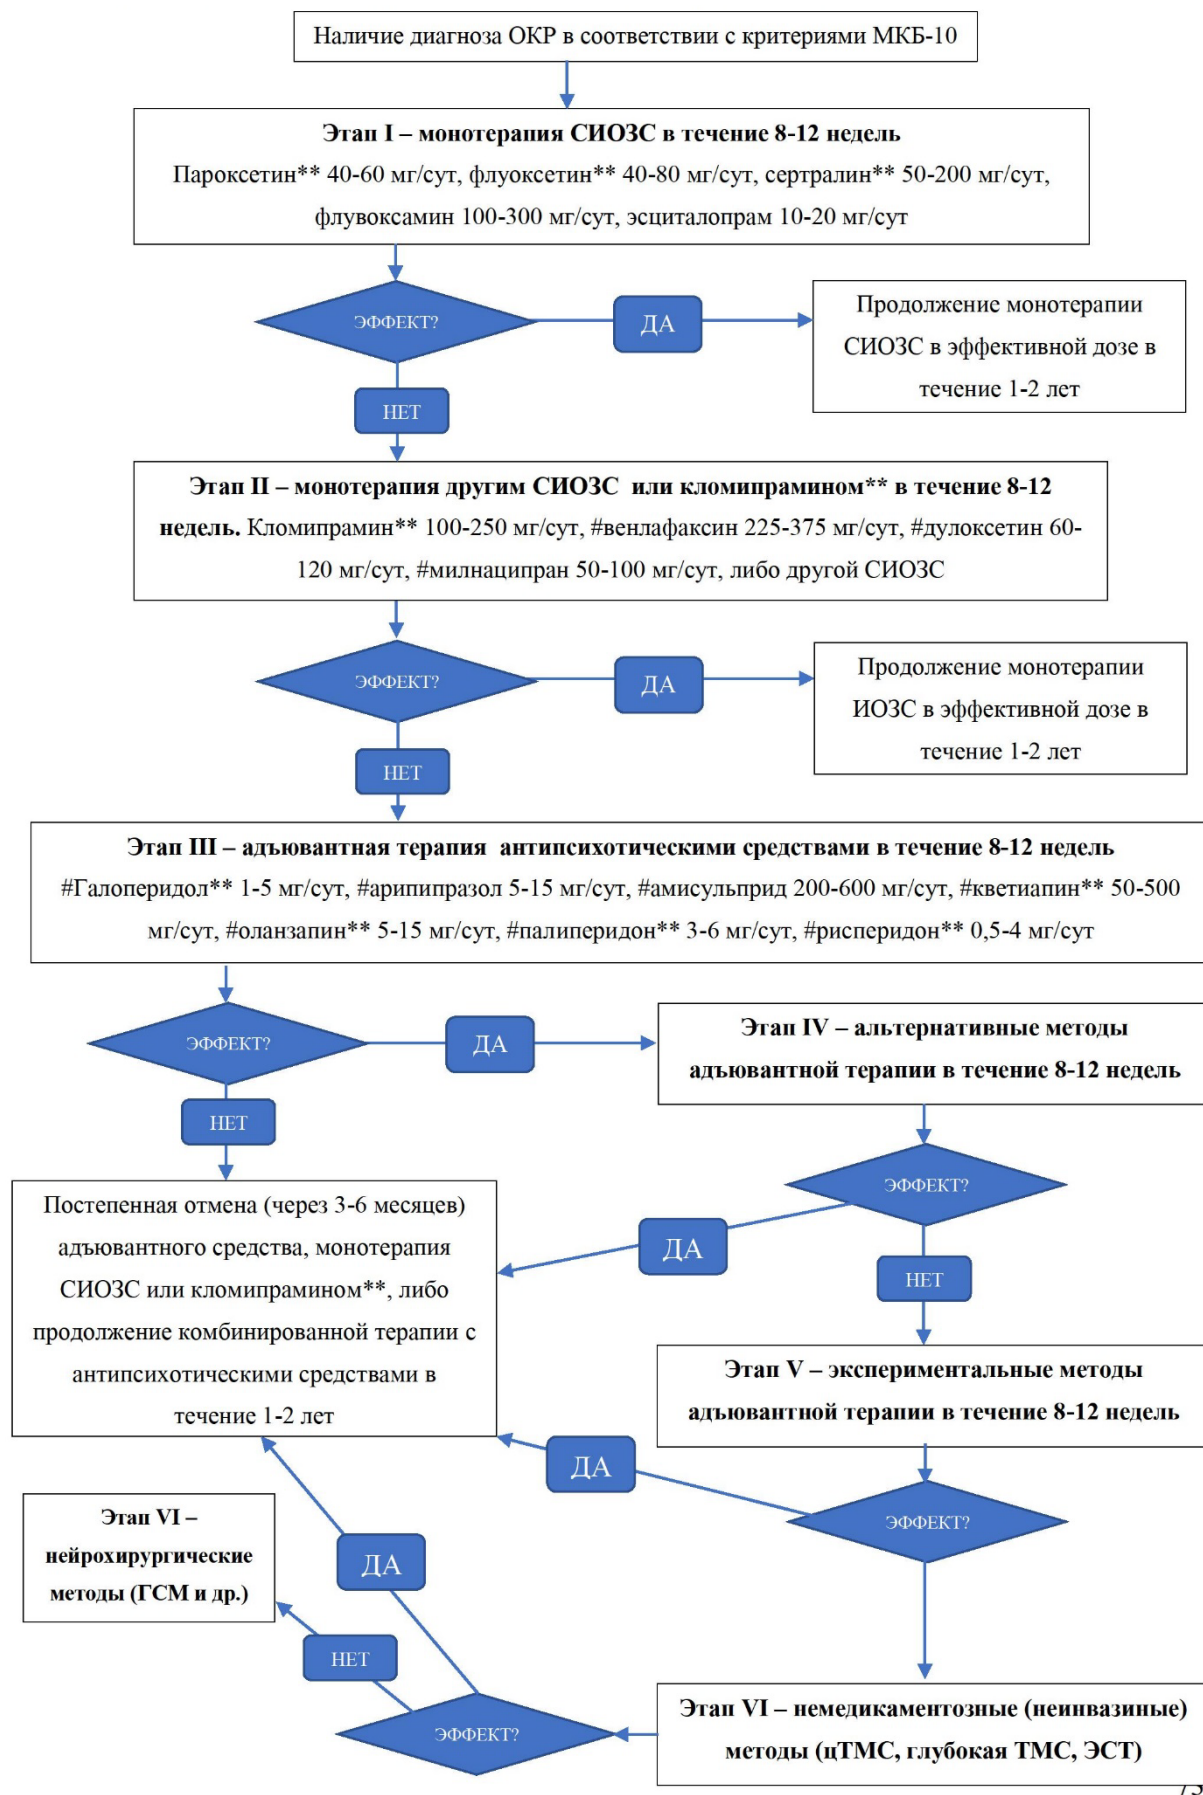 Наличие диагноза ОКР в соответствии с критериями МКБ-10
Этап I – монотерапия СИОЗС в течение 8-12 недель
Пароксетин** 40-60 мг/сут, флуоксетин** 40-80 мг/сут, сертралин** 50-200 мг/сут,
флувоксамин 100-300 мг/сут, эсциталопрам 10-20 мг/сут
ЭФФЕКТ?
ДА
Продолжение монотерапии
СИОЗС в эффективной дозе в
течение 1-2 лет
НЕТ
Этап II – монотерапия другим СИОЗС или кломипрамином** в течение 8-12
недель. Кломипрамин** 100-250 мг/сут, #венлафаксин 225-375 мг/сут, #дулоксетин 60-
120 мг/сут, #милнаципран 50-100 мг/сут, либо другой СИОЗС
ЭФФЕКТ?
ДА
Продолжение монотерапии
ИОЗС в эффективной дозе в
течение 1-2 лет
НЕТ
Этап III – адъювантная терапия антипсихотическими средствами в течение 8-12 недель
#Галоперидол** 1-5 мг/сут, #арипипразол 5-15 мг/сут, #амисульприд 200-600 мг/сут, #кветиапин** 50-500
мг/сут, #оланзапин** 5-15 мг/сут, #палиперидон** 3-6 мг/сут, #рисперидон** 0,5-4 мг/сут
ЭФФЕКТ?
ДА
Этап IV – альтернативные методы
адъювантной терапии в течение 8-12 недель
НЕТ
ЭФФЕКТ?
Постепенная отмена (через 3-6 месяцев)
адъювантного средства, монотерапия
СИОЗС или кломипрамином**, либо
продолжение комбинированной терапии с
антипсихотическими средствами в
течение 1-2 лет
ДА
НЕТ
Этап V – экспериментальные методы
адъювантной терапии в течение 8-12 недель
ДА
ЭФФЕКТ?
Этап VI –
нейрохирургические
методы (ГСМ и др.)
ДА
НЕТ
ЭФФЕКТ?
Этап VI – немедикаментозные (неинвазиные)
методы (цТМС, глубокая ТМС, ЭСТ)